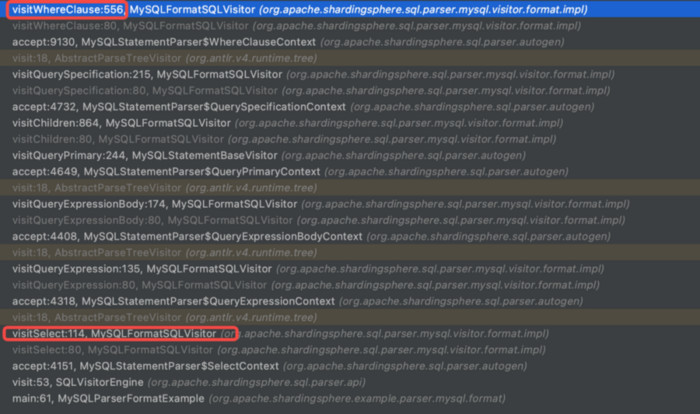 visitWhereClause:556, MySQLFormatSQLVisitor (org.apache.shardingsphere.sql.parser.mysql.visitor.format.impl)
visitWhereClause:80, MySQLFormatSQLVisitor (org.apache.shardingsphere.sql.parser.mysql.visitor.format.impl)
accept:9130, MySQLStatementParser$WhereClauseContext (org.apache.shardingsphere.sql.parser.autogen)
visit:18, AbstractParseTreeVisitor (org.antlr.v4.runtime.tree)
visitQuerySpecification:215, MySQLFormatSQLVisitor (org.apache.shardingsphere.sql.parser.mysql.visitor.format.impl)
visitQuerySpecification:80, MySQLFormatSQLVisitor (org.apache.shardingsphere.sql.parser.mysql.visitor.format.impl)
accept:4732, MySQLStatementParser$QuerySpecificationContext (org.apache.shardingsphere.sql.parser.autogen)
visitChildren:864, MySQLFormatSQLVisitor (org.apache.shardingsphere.sql.parser.mysql.visitor.format.impl)
visitChildren:80, MySQLFormatSQLVisitor (org.apache.shardingsphere.sql.parser.mysql.visitor.format.impl)
visitQueryPrimary:244, MySQLStatementBaseVisitor (org.apache.shardingsphere.sql.parser.autogen)
accept:4649, MySQLStatementParser$QueryPrimaryContext (org.apache.shardingsphere.sql.parser.autogen)
visit:18, AbstractParseTreeVisitor (org.antlr.v4.runtime.tree)
visitQueryExpressionBody:174, MySQLFormatSQLVisitor (org.apache.shardingsphere.sql.parser.mysql.visitor.format.impl)
visitQueryExpressionBody:80, MySQLFormatSQLVisitor (org.apache.shardingsphere.sql.parser.mysql.visitor.format.impl)
accept:4408, MySQLStatementParser$QueryExpressionBodyContext (org.apache.shardingsphere.sql.parser.autogen)
visit:18, AbstractParseTreeVisitor (org.antlr.v4.runtime.tree)
visitQueryExpression:135, MySQLFormatSQLVisitor (org.apache.shardingsphere.sql.parser.mysql.visitor.format.impl)
visitQueryExpression:80, MySQLFormatSQLVisitor (org.apache.shardingsphere.sql.parser.mysql.visitor.format.impl)
accept:4318, MySQLStatementParser$QueryExpressionContext (org.apache.shardingsphere.sql.parser.autogen)
visit:18, AbstractParseTreeVisitor (org.antlr.v4.runtime.tree)
visitSelect:114, MySQLFormatSQLVisitor (org.apache.shardingsphere.sql.parser.mysql.visitor.format.impl)
visitSelect:80, MySQLFormatSQLVisitor (org.apache.shardingsphere.sql.parser.mysql.visitor.format.impl)
accept:4151, MySQLStatementParser$SelectContext (org.apache.shardingsphere.sql.parser.autogen)
visit:53, SQLVisitorEngine (org.apache.shardingsphere.sql.parser.api)
main:61, MySQLParserFormatExample (org.apache.shardingsphere.example.parser.mysql.format)